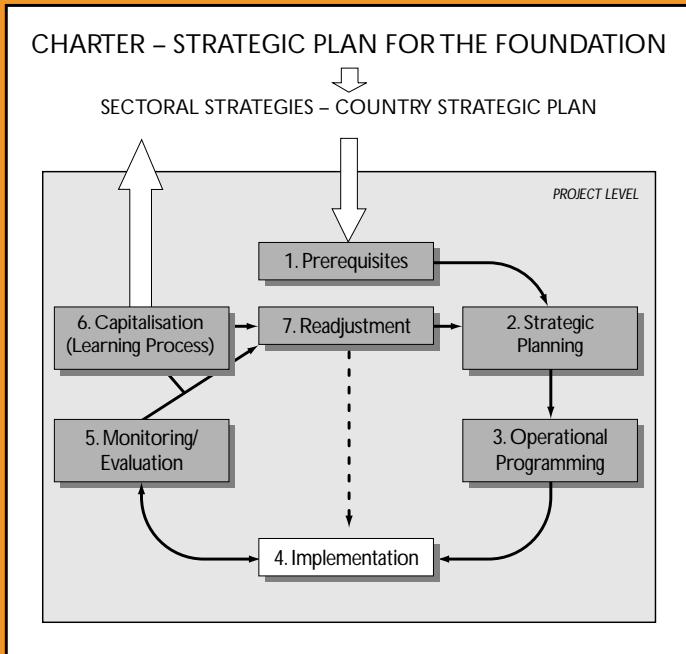 CHARTER – STRATEGIC PLAN FOR THE FOUNDATION
SECTORAL STRATEGIES – COUNTRY STRATEGIC PLAN
PROJECT LEVEL
1. Prerequisites
6. Capitalisation
(Learning Process)
7. Readjustment
2. Strategic
Planning
5. Monitoring/
Evaluation
3. Operational
Programming
4. Implementation